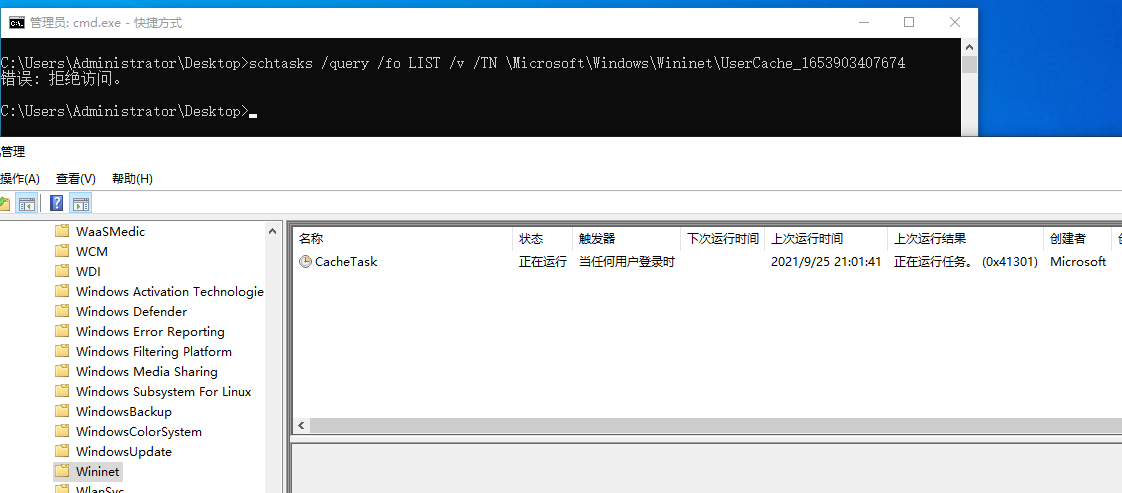 管理员: cmd.exe - 快捷方式
C:\Users\Administrator\Desktop>schtasks /query /fo LIST /v /TN \Microsoft\Windows\Wininet\UserCache_1653903407674
错误: 拒绝访问。
C:\Users\Administrator\Desktop>
管理
操作(A) 查看(V) 帮助(H)
WaaSMedic
WCM
WDI
Windows Activation Technologie
Windows Defender
Windows Error Reporting
Windows Filtering Platform
Windows Media Sharing
Windows Subsystem For Linux
WindowsBackup
WindowsColorSystem
WindowsUpdate
Wininet
WlanSvc
名称 状态 触发器 下次运行时间 上次运行时间 上次运行结果 创建者
CacheTask 正在运行 当任何用户登录时 2021/9/25 21:01:41 正在运行任务。 (0x41301) Microsoft